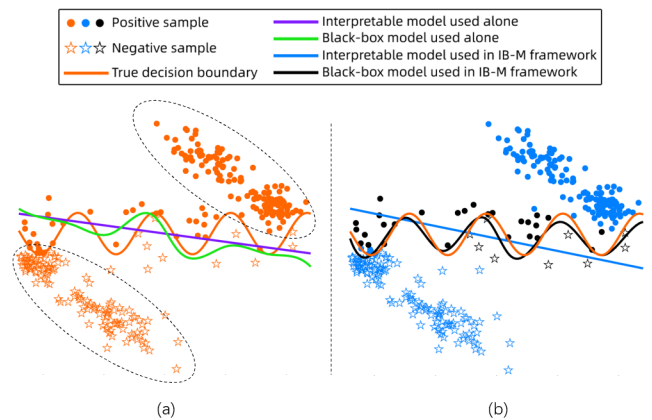 Positive sample
Negative sample
True decision boundary
Interpretable model used alone
Black-box model used alone
Interpretable model used in IB-M framework
Black-box model used in IB-M framework
(a)
(b)